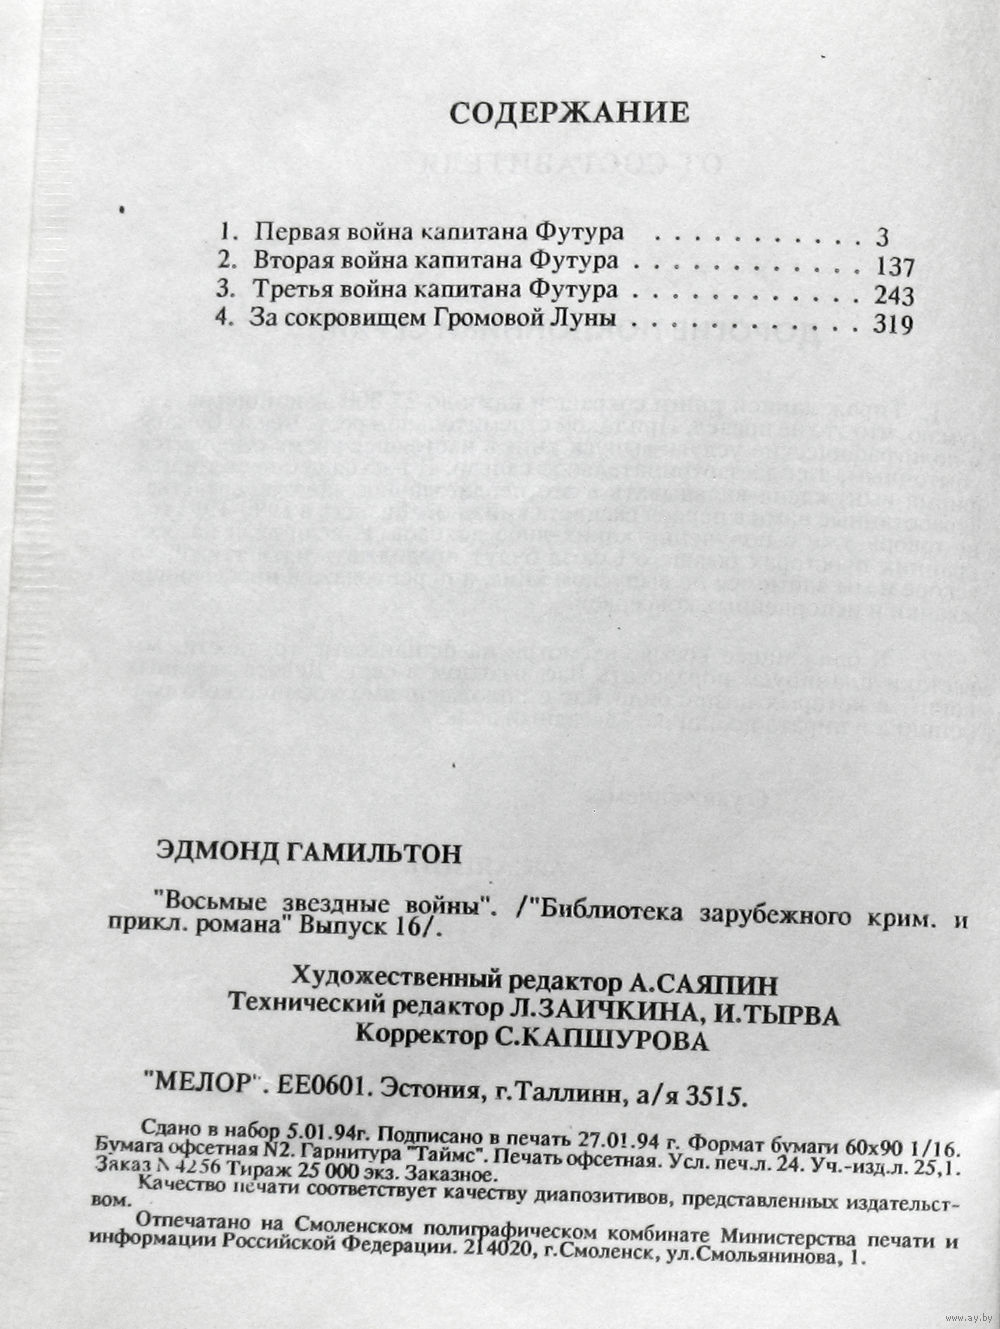 СОДЕРЖАНИЕ
1. Первая война капитана Футура . . . . . . . . . . . 3
2. Вторая война капитана Футура . . . . . . . . . . . . 137
3. Третья война капитана Футура . . . . . . . . . . . . 243
4. За сокровищем Громовой Луны . . . . . . . . . . . . 319
ЭДМОНД ГАМИЛЬТОН
"Восьмые звездные войны". /"Библиотека зарубежного крим. и
прикл. романа" Выпуск 16/.
Художественный редактор А.САЯПИН
Технический редактор Л.ЗАИЧКИНА, И.ТЫРВА
Корректор С.КАПШУРОВА
"МЕЛОР". ЕЕ0601. Эстония, г.Таллинн, а/я 3515.
Сдано в набор 5.01.94г. Подписано в печать 27.01.94 г. Формат бумаги 60х90 1/16.
Бумага офсетная N2. Гарнитура "Таймс". Печать офсетная. Усл. печ.л. 24. Уч.-изд.л. 25,1.
Заказ N 4256 Тираж 25 000 экз. Заказное.
Качество печати соответствует качеству диапозитивов, представленных издательст-
вом.
Отпечатано на Смоленском полиграфическом комбинате Министерства печати и
информации Российской Федерации. 214020, г.Смоленск, ул.Смольянинова, 1.
www.ay.by